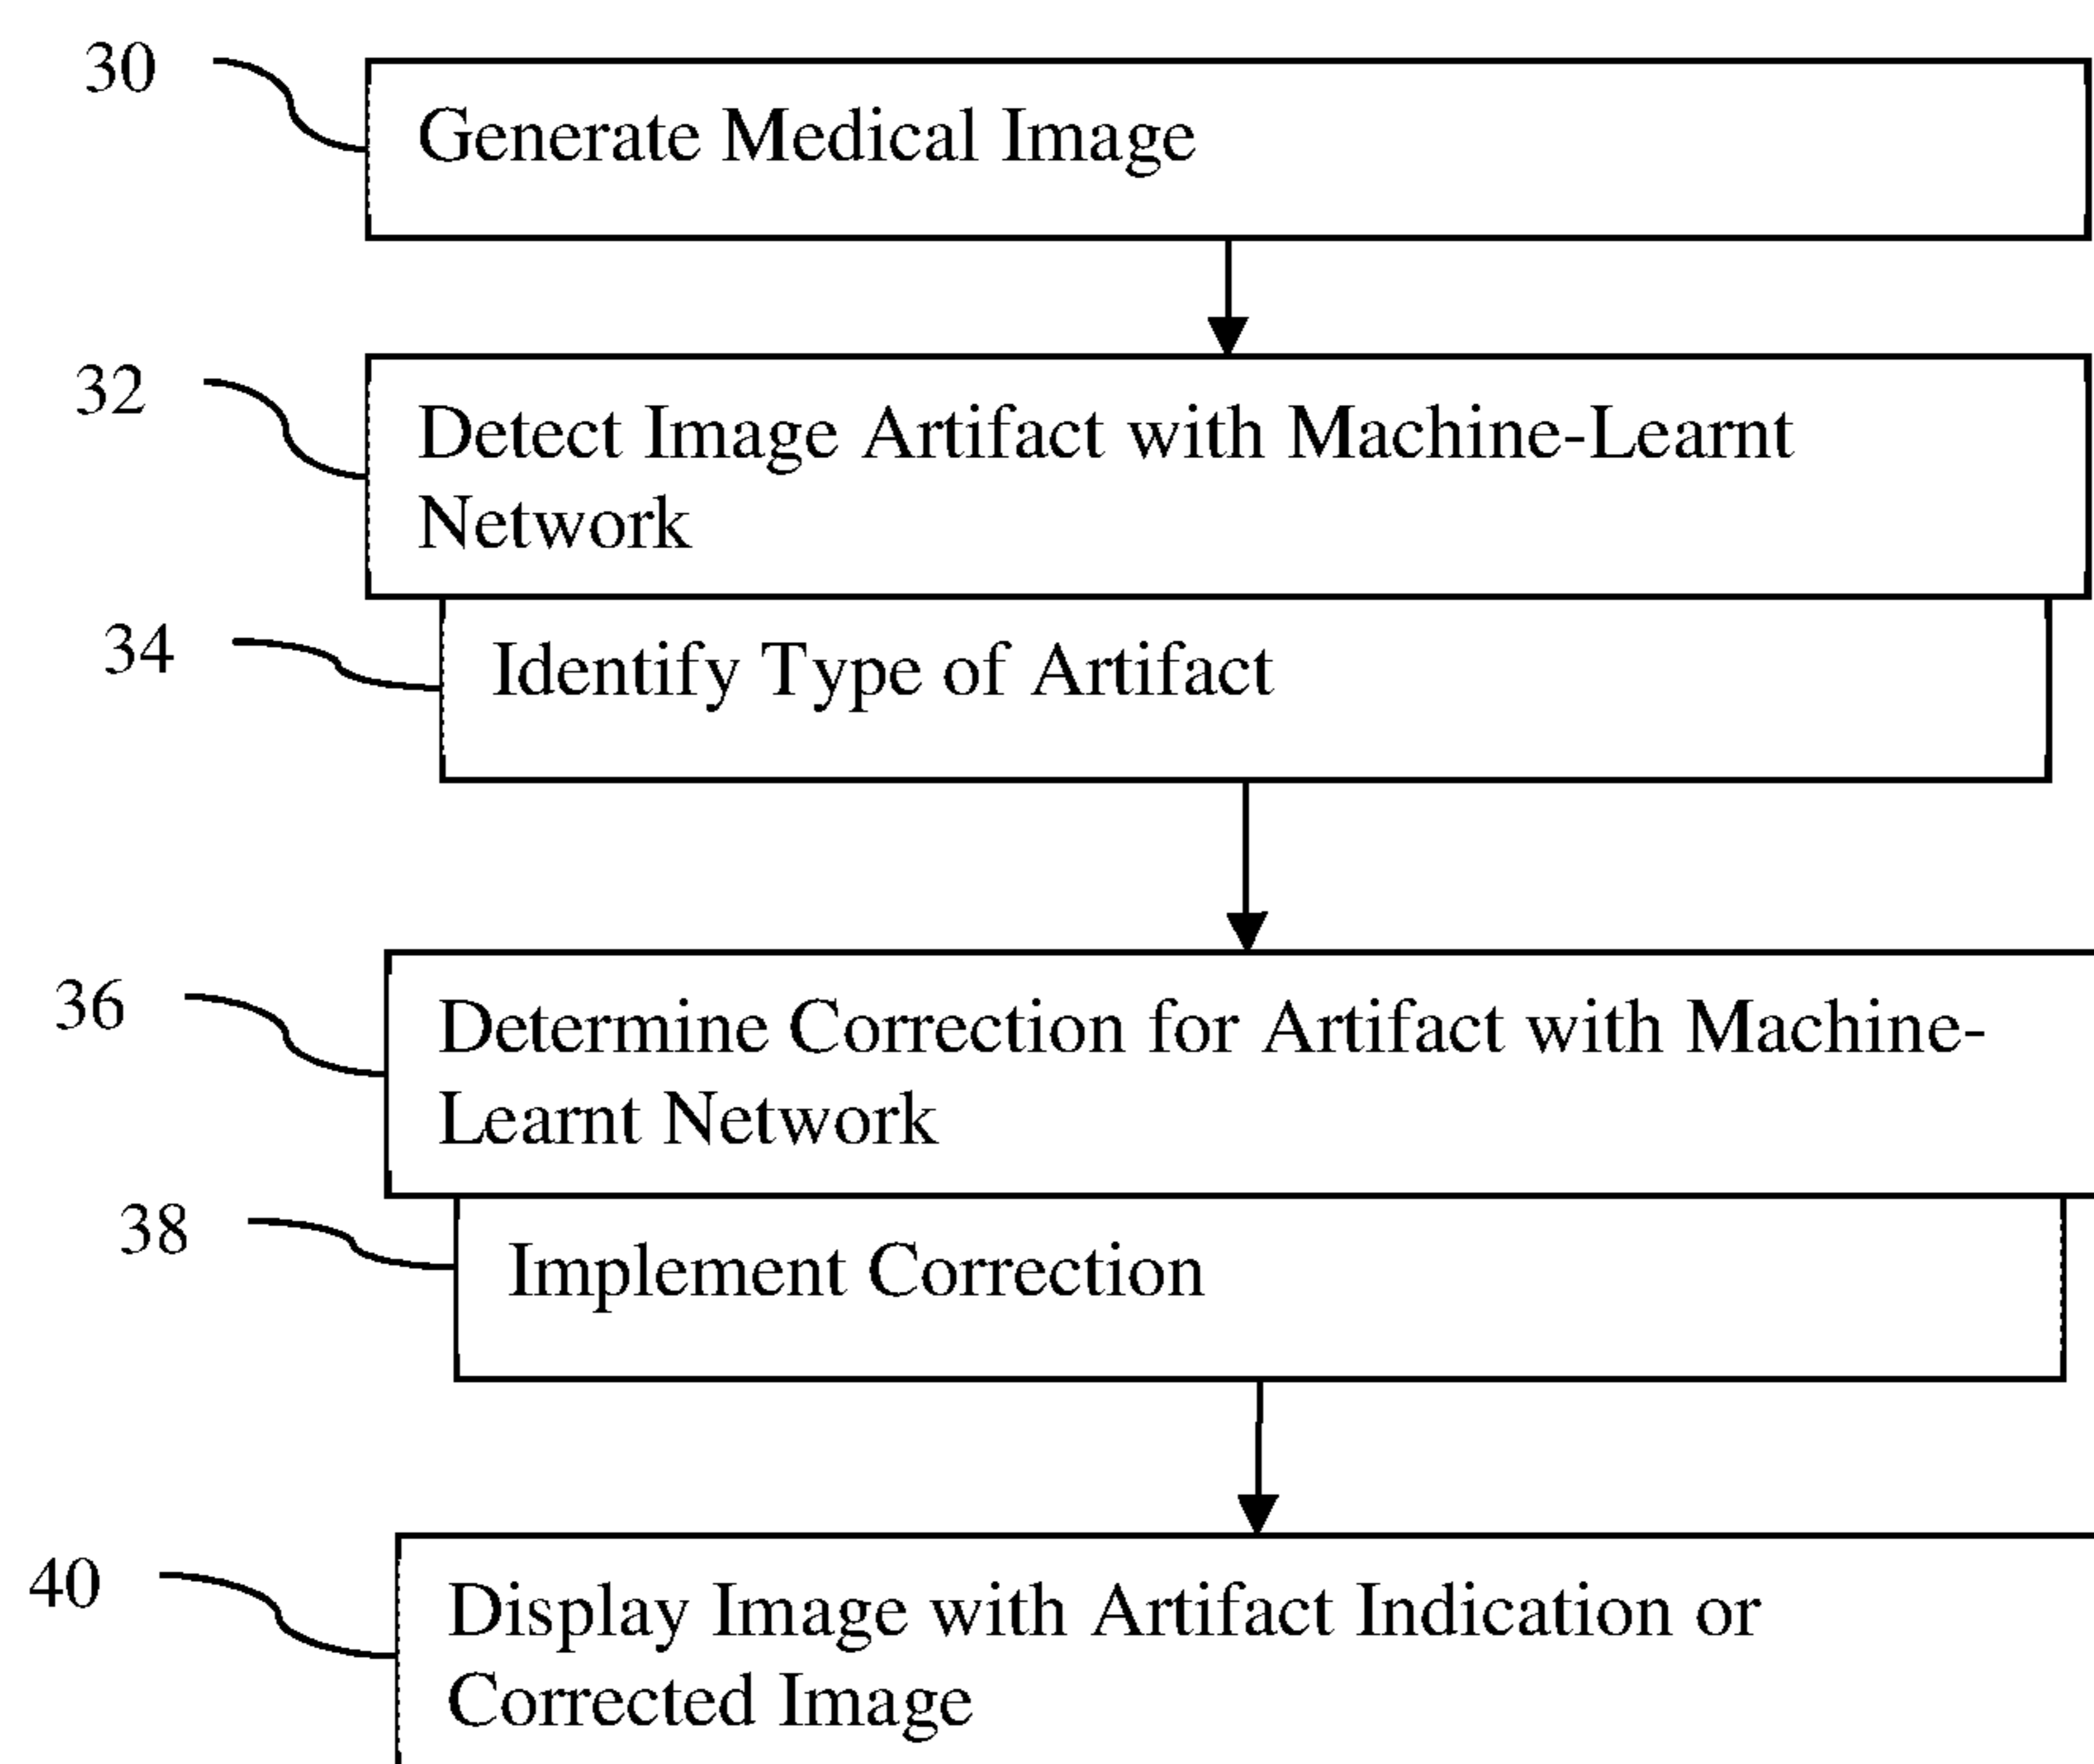 30
Generate Medical Image
32
Detect Image Artifact with Machine-Learnt
Network
34
Identify Type of Artifact
36
Determine Correction for Artifact with Machine-
Learnt Network
38
Implement Correction
40
Display Image with Artifact Indication or
Corrected Image